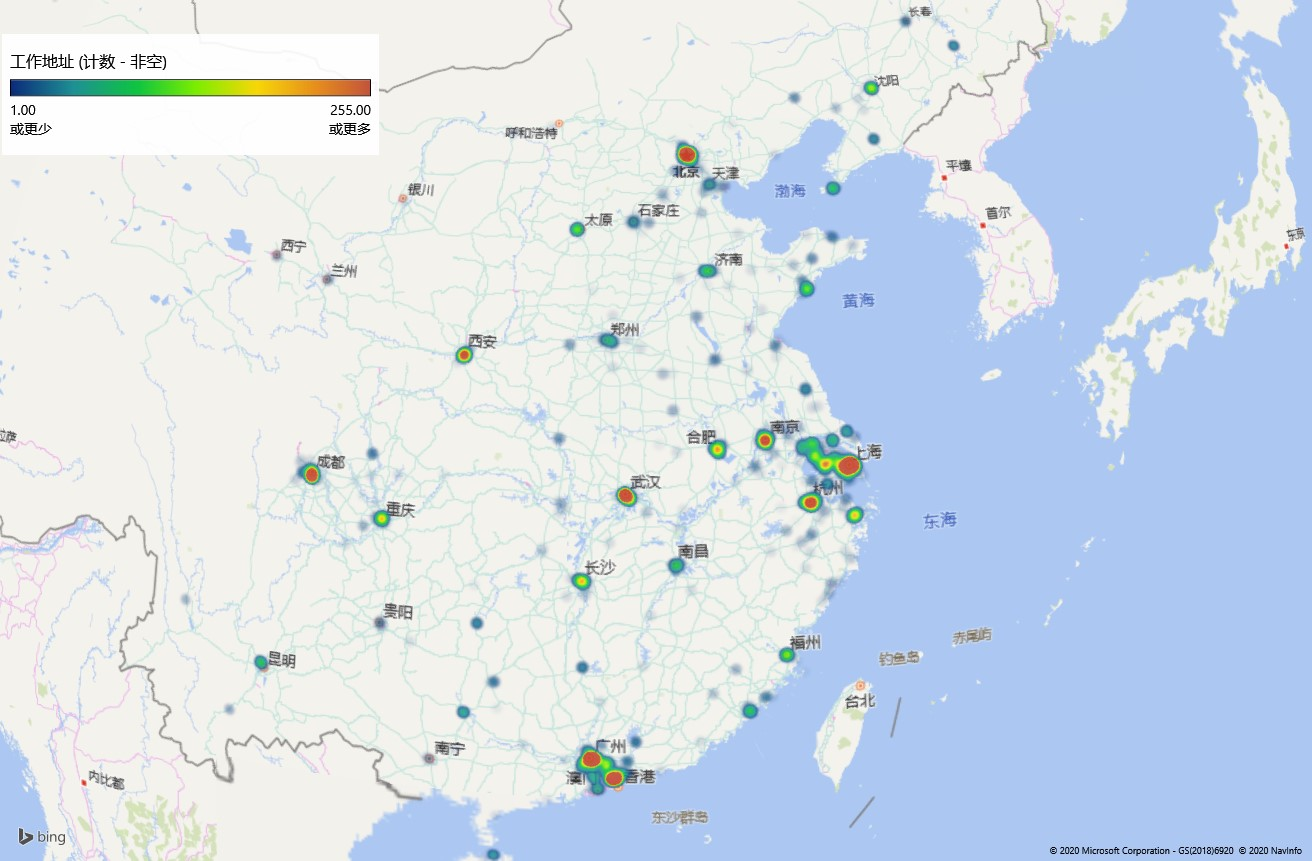 长春
工作地址 (计数 - 非空)
1.00
255.00
或更少
或更多
沈阳
呼和浩特
北京
天津
平壤
银川
渤海
石家庄
太原
首尔
东京
西宁
济南
兰州
黄海
郑州
西安
南京
拉萨
合肥
上海
成都
武汉
杭州
重庆
东海
南昌
长沙
贵阳
赤尾屿
福州
昆明
钓鱼岛
台北
南宁
广州
澳门
香港
内比都
东沙群岛
bing
© 2020 Microsoft Corporation - GS(2018)6920 © 2020 NavInfo